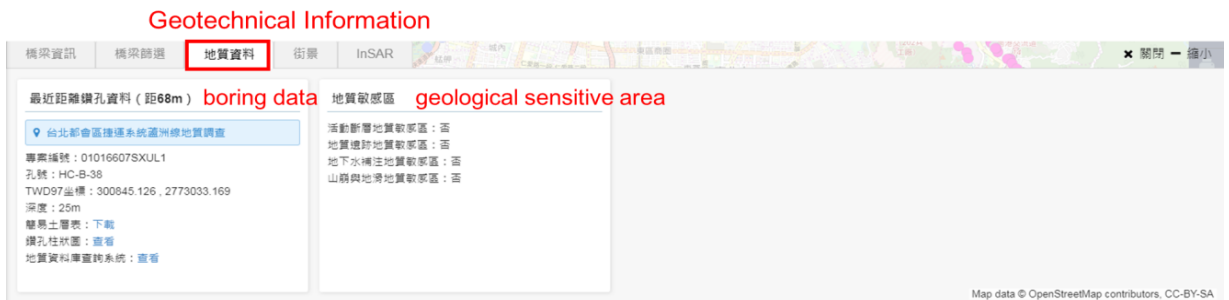 Geotechnical Information
橋梁資訊 橋梁篩選 地質資料 街景 InSAR
✖ 關閉 ━ 縮小
最近距離鑽孔資料（距68m） boring data
台北都會區捷運系統蘆洲線地質調查
專案編號：01016607SXUL1
孔號：HC-B-38
TWD97坐標：300845.126 , 2773033.169
深度：25m
簡易土層表：下載
鑽孔柱狀圖：查看
地質資料庫查詢系統：查看
地質敏感區 geological sensitive area
活動斷層地質敏感區：否
地質遺跡地質敏感區：否
地下水補注地質敏感區：否
山崩與地滑地質敏感區：否
Map data © OpenStreetMap contributors, CC-BY-SA